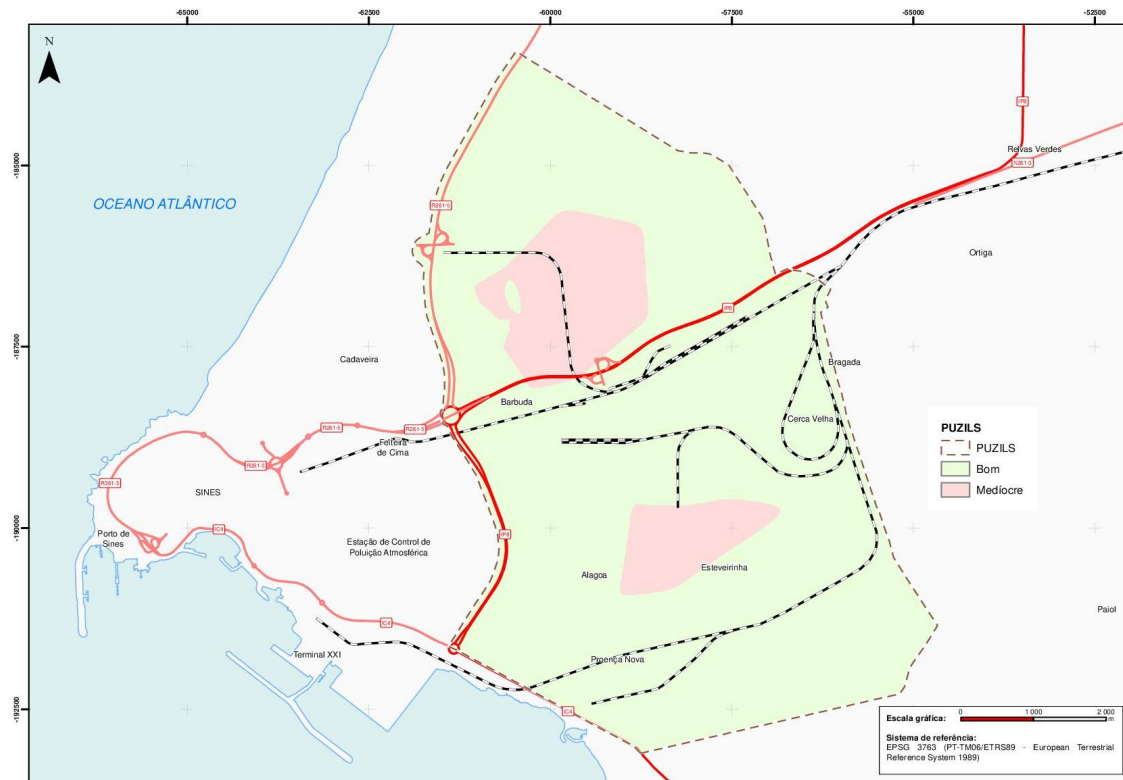 -65000
-62500
-60000
-57500
-55000
-52500
N
IP8
-185000
Relvas Verdes
N261-3
OCEANO ATLÂNTICO
R261-5
Ortiga
IP8
-187500
Cadaveira
Bragada
Barbuda
Cerca Velha
R261-5
R261-5
Feiteira
de Cima
R261-5
R261-5
SINES
PUZILS
PUZILS
Bom
Medíocre
-190000
Porto de
Sines
IC4
IP8
Estação de Control de
Poluição Atmosférica
Alagoa
Esteveirinha
Paiol
IC4
Terminal XXI
Proença Nova
-192500
IC4
Escala gráfica:
0
1 000
2 000
m
Sistema de referência:
EPSG 3763 (PT-TM06/ETRS89 - European Terrestrial
Reference System 1989)